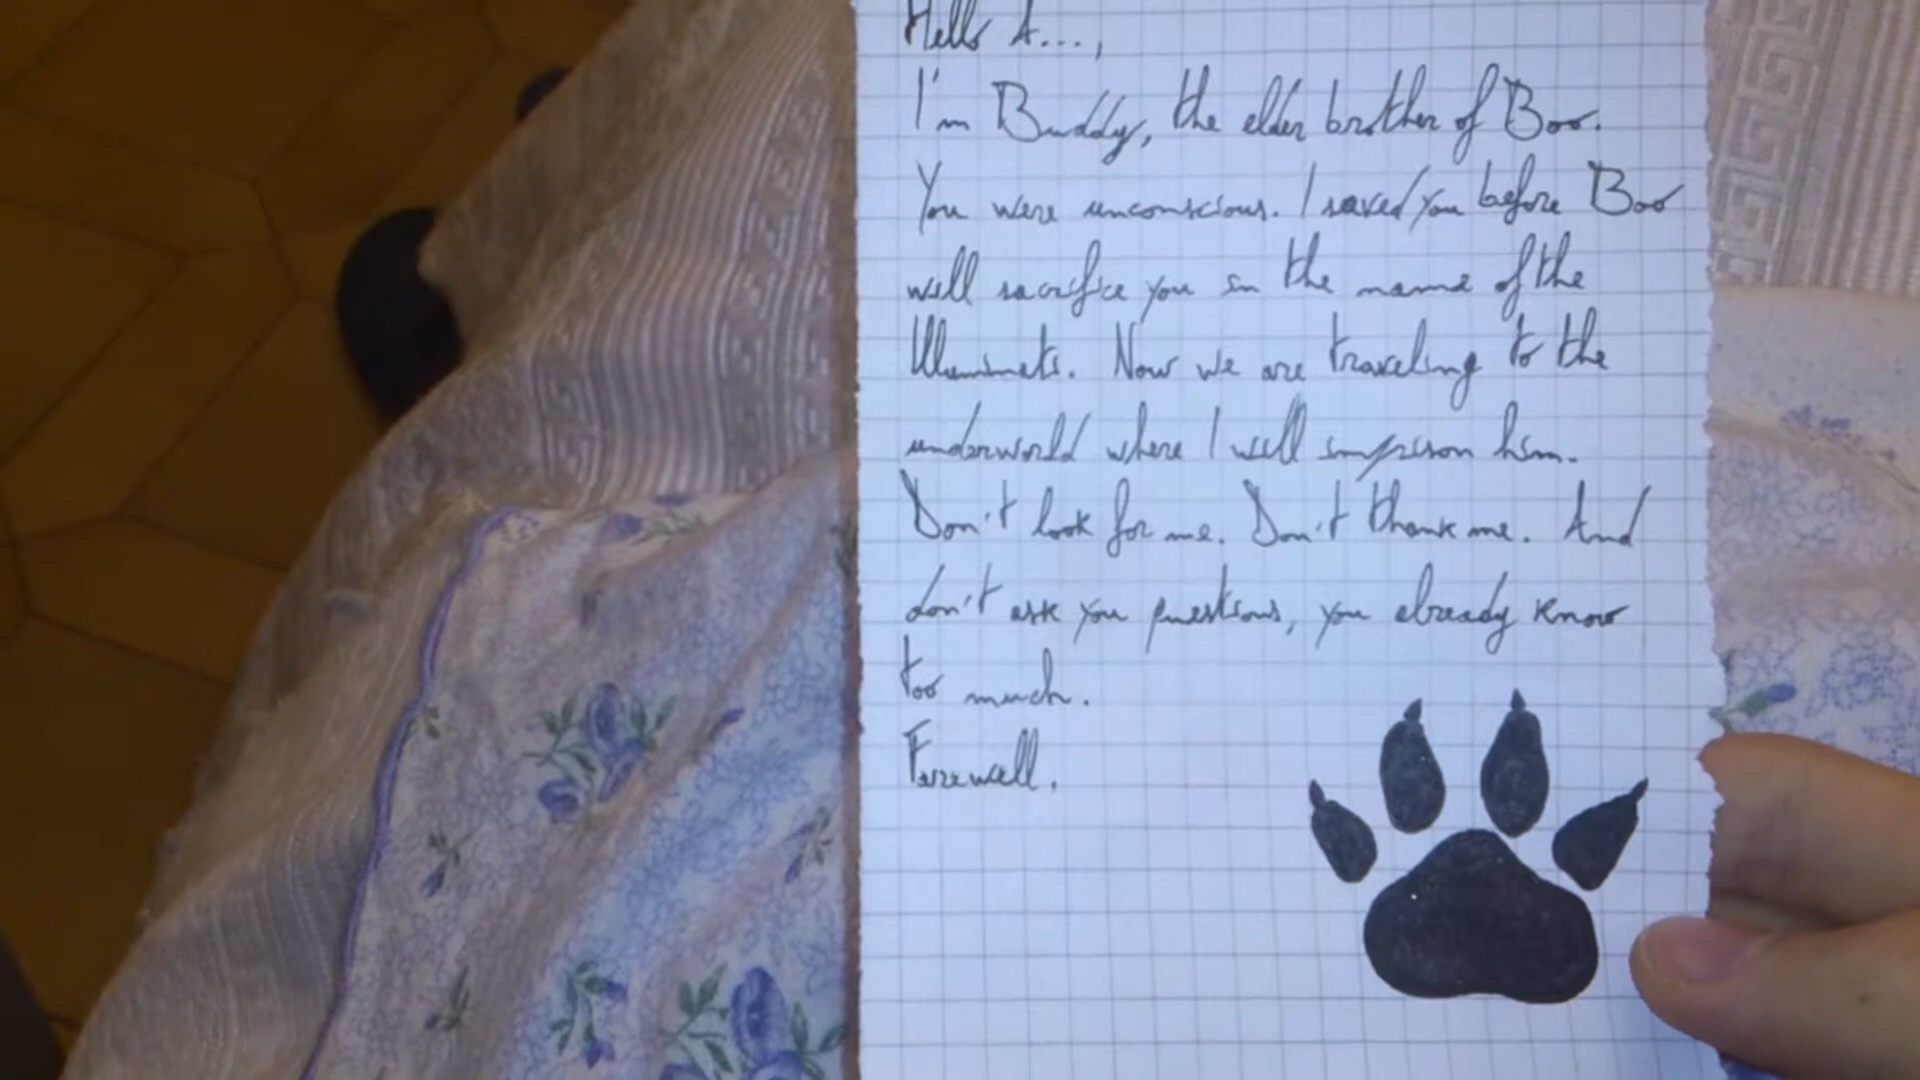 Hello A...,
I'm Buddy, the elder brother of Boo.
You were unconscious. I saved you before Boo
will sacrifice you in the name of the
Illuminati. Now we are traveling to the
underworld where I will imprison him.
Don't look for me. Don't thank me. And
don't ask you questions, you already know
too much.
Farewell.